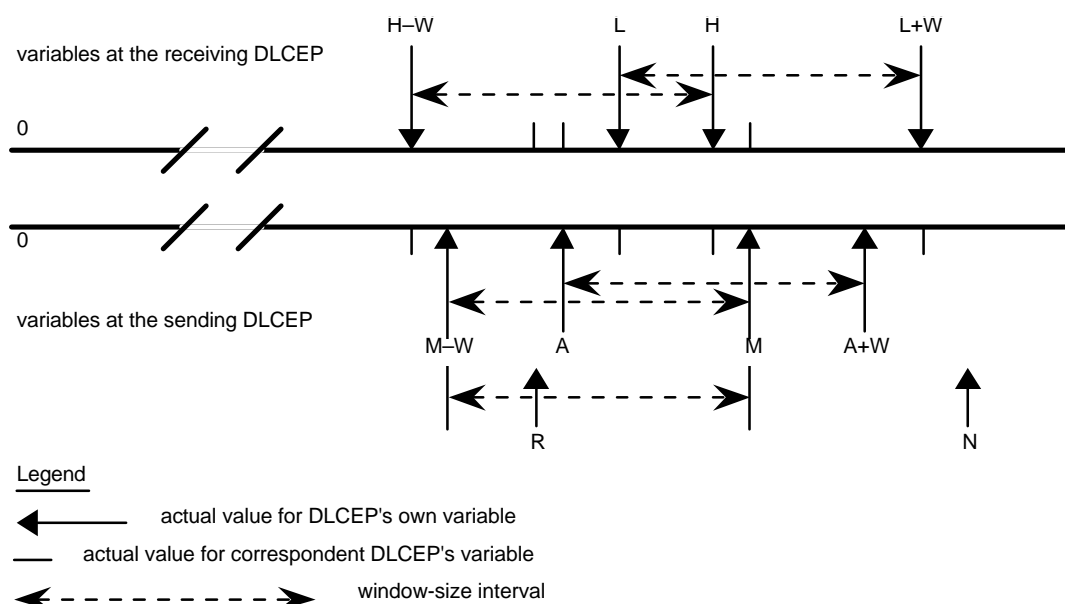 H–W L H L+W
variables at the receiving DLCEP
0
0
variables at the sending DLCEP
M–W A M A+W
R N
Legend
actual value for DLCEP's own variable
actual value for correspondent DLCEP's variable
window-size interval